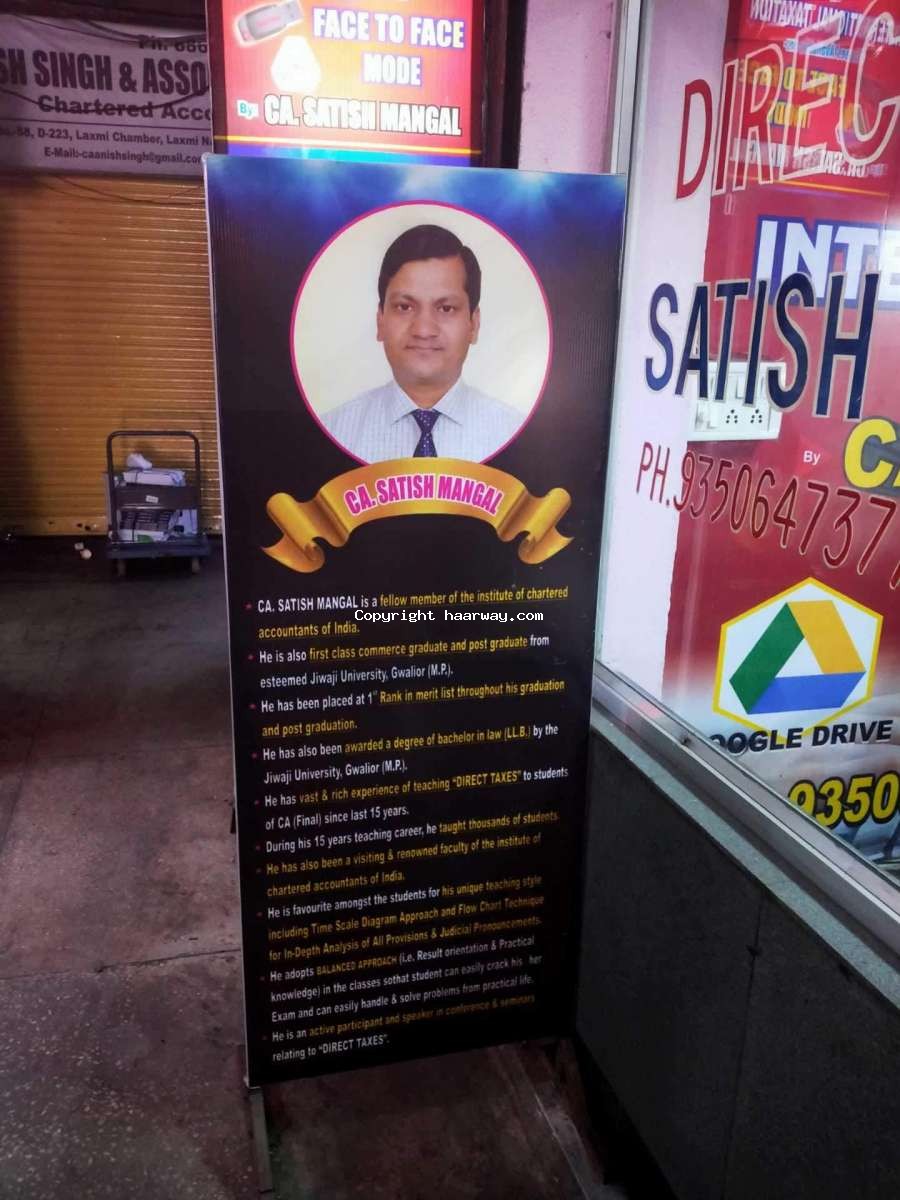 Ph.
SH SINGH & ASSO
Chartered Acco
D-223, Laxmi Chamber, Laxmi N
E-Mail:-caanishsingh@gmail.com
FACE TO FACE
MODE
By: CA. SATISH MANGAL
CA. SATISH MANGAL
CA. SATISH MANGAL is a fellow member of the institute of chartered
Copyright haarway.com
accountants of India.
He is also first class commerce graduate and post graduate from
esteemed Jiwaji University, Gwalior (M.P.).
He has been placed at 1st Rank in merit list throughout his graduation
and post graduation.
He has also been awarded a degree of bachelor in law (LL.B.) by the
Jiwaji University, Gwalior (M.P.).
He has vast & rich experience of teaching "DIRECT TAXES" to students
of CA (Final) since last 15 years.
During his 15 years teaching career, he taught thousands of students.
He has also been a visiting & renowned faculty of the institute of
chartered accountants of India.
He is favourite amongst the students for his unique teaching style
including Time Scale Diagram Approach and Flow Chart Technique
for In-Depth Analysis of All Provisions & Judicial Pronouncements.
He adopts BALANCED APPROACH (i.e. Result orientation & Practical
knowledge) in the classes sothat student can easily crack his her
Exam and can easily handle & solve problems from practical life.
He is an active participant and speaker in conference & seminars
relating to "DIRECT TAXES".
DIREC
INTE
SATISH
By CA
PH.935064737
OOGLE DRIVE
9350